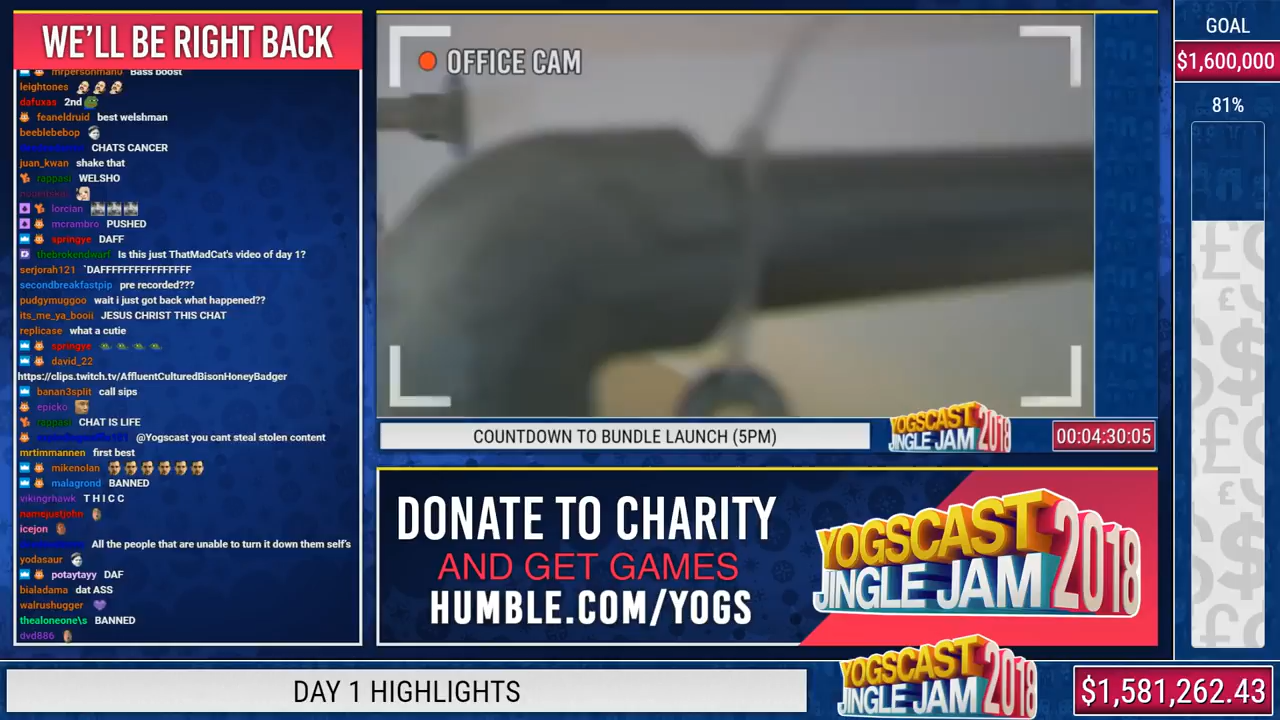 WE'LL BE RIGHT BACK
mrpersonman0 Bass boost
leightones
dafuxas 2nd
feaneldruid best welshman
beeblebebop
CHATS CANCER
juan_kwan shake that
rappasi WELSHO
lorcian
mcrambro PUSHED
springye DAFF
thebrokendwarf Is this just ThatMadCat's video of day 1?
serjorah121 `DAFFFFFFFFFFFFFFFF
secondbreakfastpip pre recorded???
pudgymuggoo wait i just got back what happened??
its_me_ya_booii JESUS CHRIST THIS CHAT
replicase what a cutie
springye
david_22
https://clips.twitch.tv/AffluentCulturedBisonHoneyBadger
banan3split call sips
epicko
rappasi CHAT IS LIFE
@Yogscast you cant steal stolen content
mrtimmannen first best
mikenolan
malagrond BANNED
vikingrhawk T H I C C
namejustjohn
icejon
All the people that are unable to turn it down them self's
yodasaur
potaytayy DAF
bialadama dat ASS
walrushugger
thealoneone\s BANNED
dvd886
OFFICE CAM
COUNTDOWN TO BUNDLE LAUNCH (5PM)
YOGSCAST
JINGLE JAM 2018
00:04:30:05
DONATE TO CHARITY
AND GET GAMES
HUMBLE.COM/YOGS
YOGSCAST
JINGLE JAM 2018
GOAL
$1,600,000
81%
DAY 1 HIGHLIGHTS
YOGSCAST
JINGLE JAM 2018
$1,581,262.43